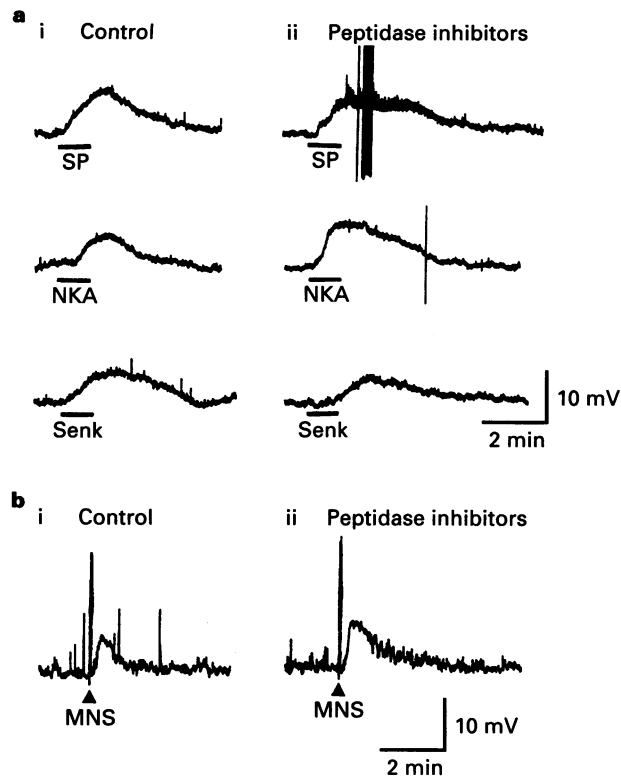 a
i Control
ii Peptidase inhibitors
SP
SP
NKA
NKA
Senk
Senk
10 mV
2 min
b
i Control
ii Peptidase inhibitors
MNS
MNS
10 mV
2 min